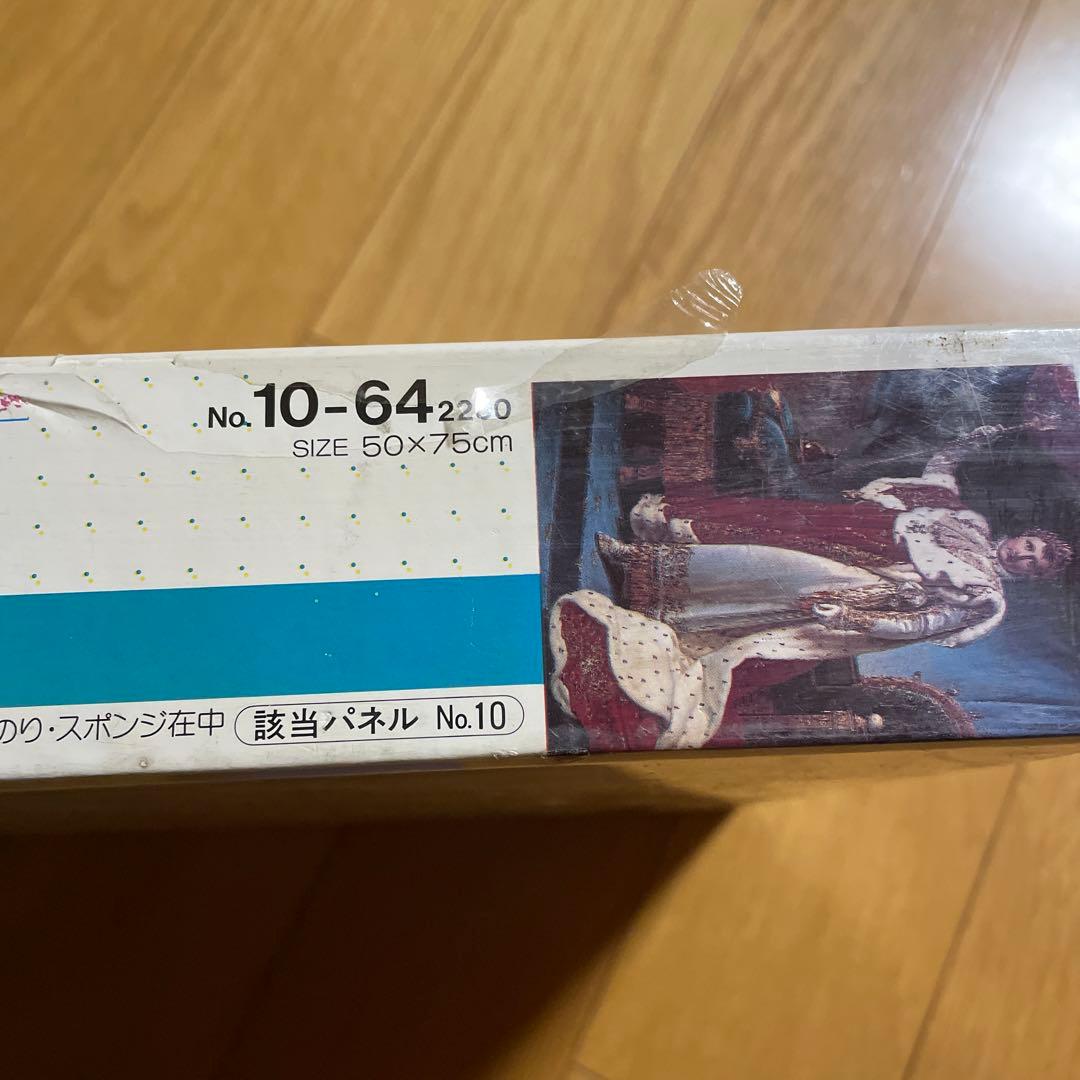 No.10-64 2280
SIZE 50×75cm
のり・スポンジ在中 該当パネル No.10